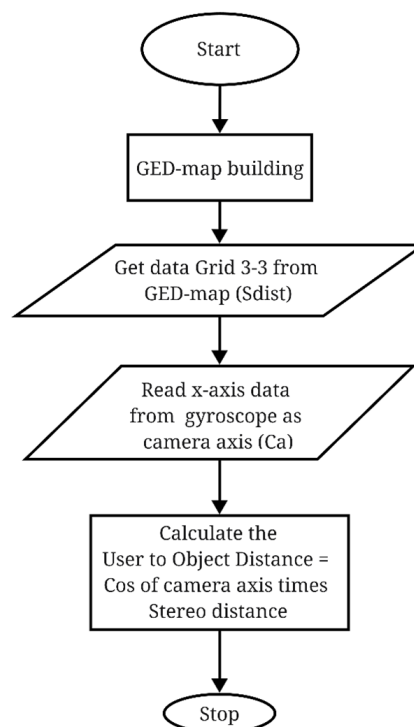 Start
GED-map building
Get data Grid 3-3 from
GED-map (Sdist)
Read x-axis data
from gyroscope as
camera axis (Ca)
Calculate the
User to Object Distance =
Cos of camera axis times
Stereo distance
Stop